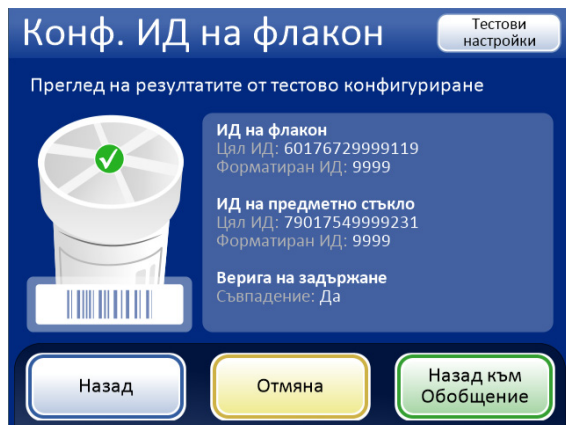 Конф. ИД на флакон
Тестови
настройки
Преглед на резултатите от тестово конфигуриране
ИД на флакон
Цял ИД: 60176729999119
Форматиран ИД: 9999
ИД на предметно стъкло
Цял ИД: 79017549999231
Форматиран ИД: 9999
Верига на задържане
Съвпадение: Да
Назад
Отмяна
Назад към
Обобщение